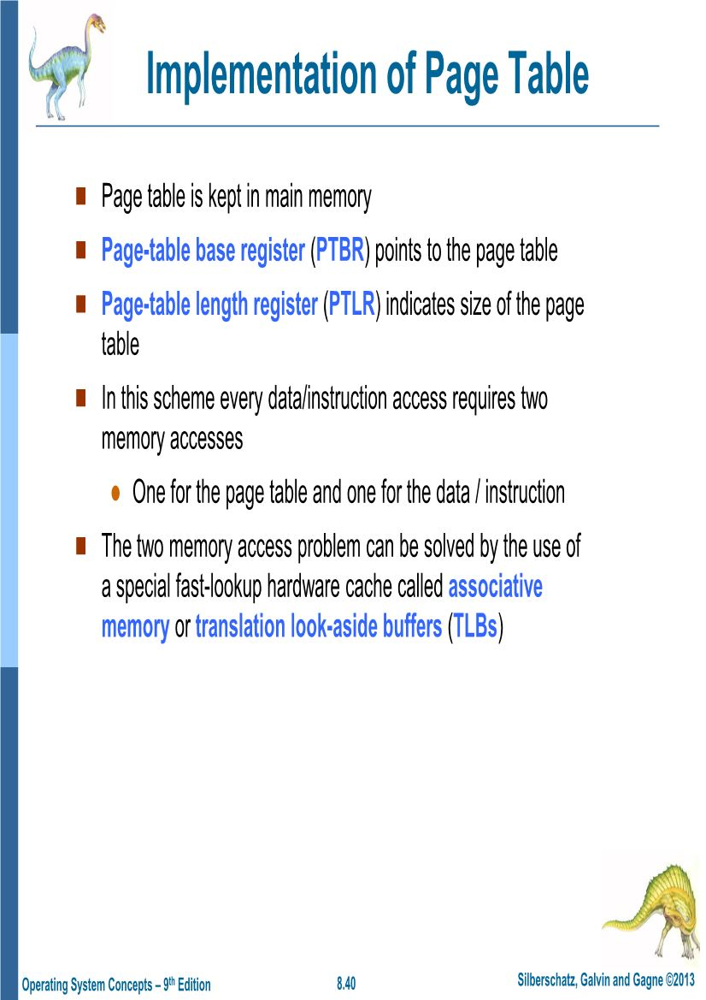 Implementation of Page Table
Page table is kept in main memory
Page-table base register (PTBR) points to the page table
Page-table length register (PTLR) indicates size of the page
table
In this scheme every data/instruction access requires two
memory accesses
One for the page table and one for the data / instruction
The two memory access problem can be solved by the use of
a special fast-lookup hardware cache called associative
memory or translation look-aside buffers (TLBs)
Operating System Concepts – 9th Edition
8.40
Silberschatz, Galvin and Gagne ©2013